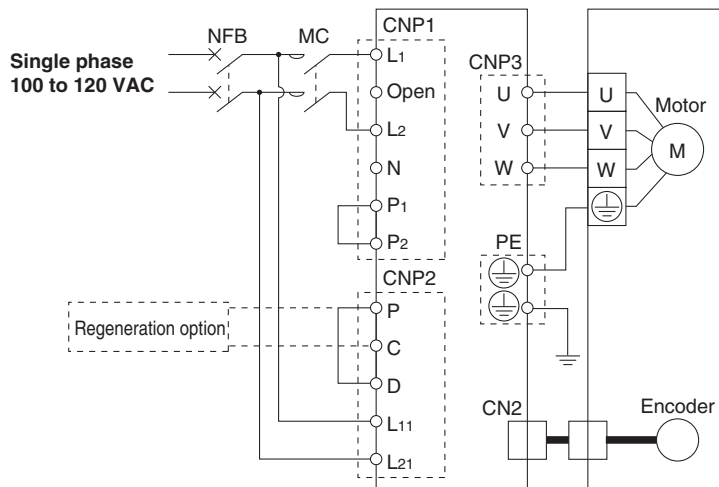 NFB MC CNP1
Single phase
100 to 120 VAC
L1
Open
L2
N
P1
P2
CNP3
U
V
W
U
V
W
Motor
M
PE
CNP2
Regeneration option
P
C
D
L11
L21
CN2
Encoder